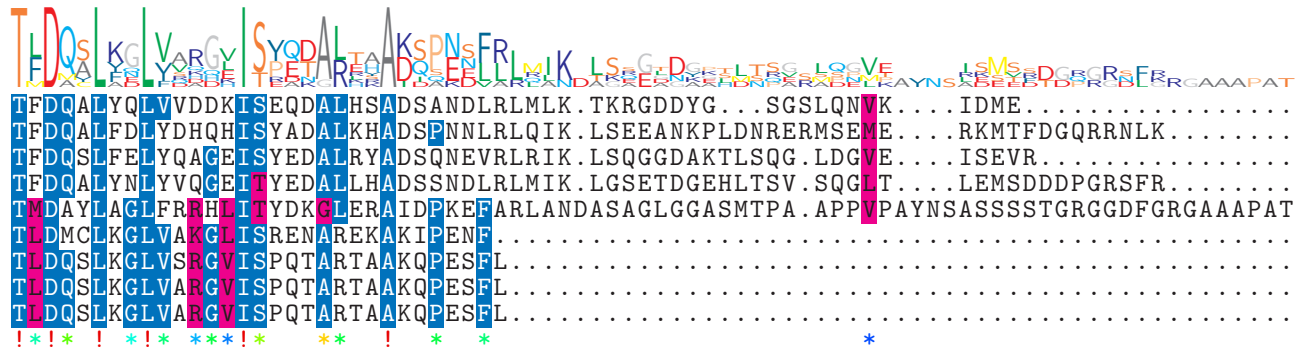 TFDQALYQLVVDDKISEQDALHSADSANDLRLMLK.TKRGDDYG...SGSLQNVK....IDME.................
TFDQALFDLYDHQHISYADALKHADSPNNLRLQIK.LSEEANKPLDNRERMSEME....RKMTFDGQRRNLK........
TFDQSLFELYQAGEISYEDALRYADSQNEVRLRIK.LSQGGDAKTLSQG.LDGVE....ISEVR................
TFDQALYNLYVQGEITYEDALLHADSSNDLRLMIK.LGSETDGEHLTSV.SQGLT....LEMSDDDPGRSFR........
TMDAYLAGLFRRHLITYDKGLERAIDPKEFARLANDASAGLGGASMTPA.APPVPAYNSASSSSTGRGGDFGRGAAAPAT
TLDMCLKGLVAKGLISRENAREKAKIPENF..................................................
TLDQSLKGLVSRGVISPQTARTAAKQPESFL.................................................
TLDQSLKGLVARGVISPQTARTAAKQPESFL.................................................
TLDQSLKGLVARGVISPQTARTAAKQPESFL.................................................
!*!* ! *!* ***!*   **  !  *  *                       *